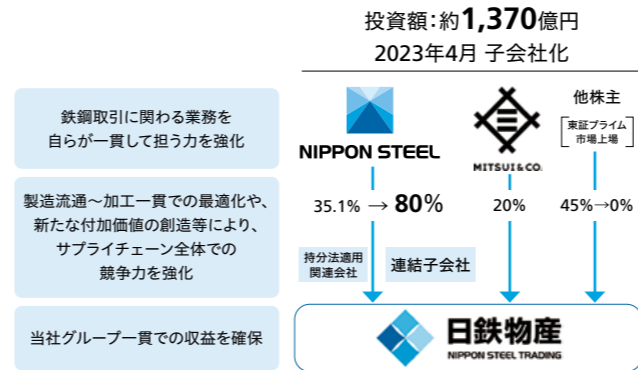 投資額：約1,370億円
2023年4月 子会社化
鉄鋼取引に関わる業務を
自らが一貫して担う力を強化
NIPPON STEEL
MITSUI & CO.
他株主
東証プライム
市場上場
製造流通～加工一貫での最適化や、
新たな付加価値の創造等により、
サプライチェーン全体での
競争力を強化
35.1% → 80%
20%
45%→0%
持分法適用
関連会社
連結子会社
当社グループ一貫での収益を確保
日鉄物産
NIPPON STEEL TRADING